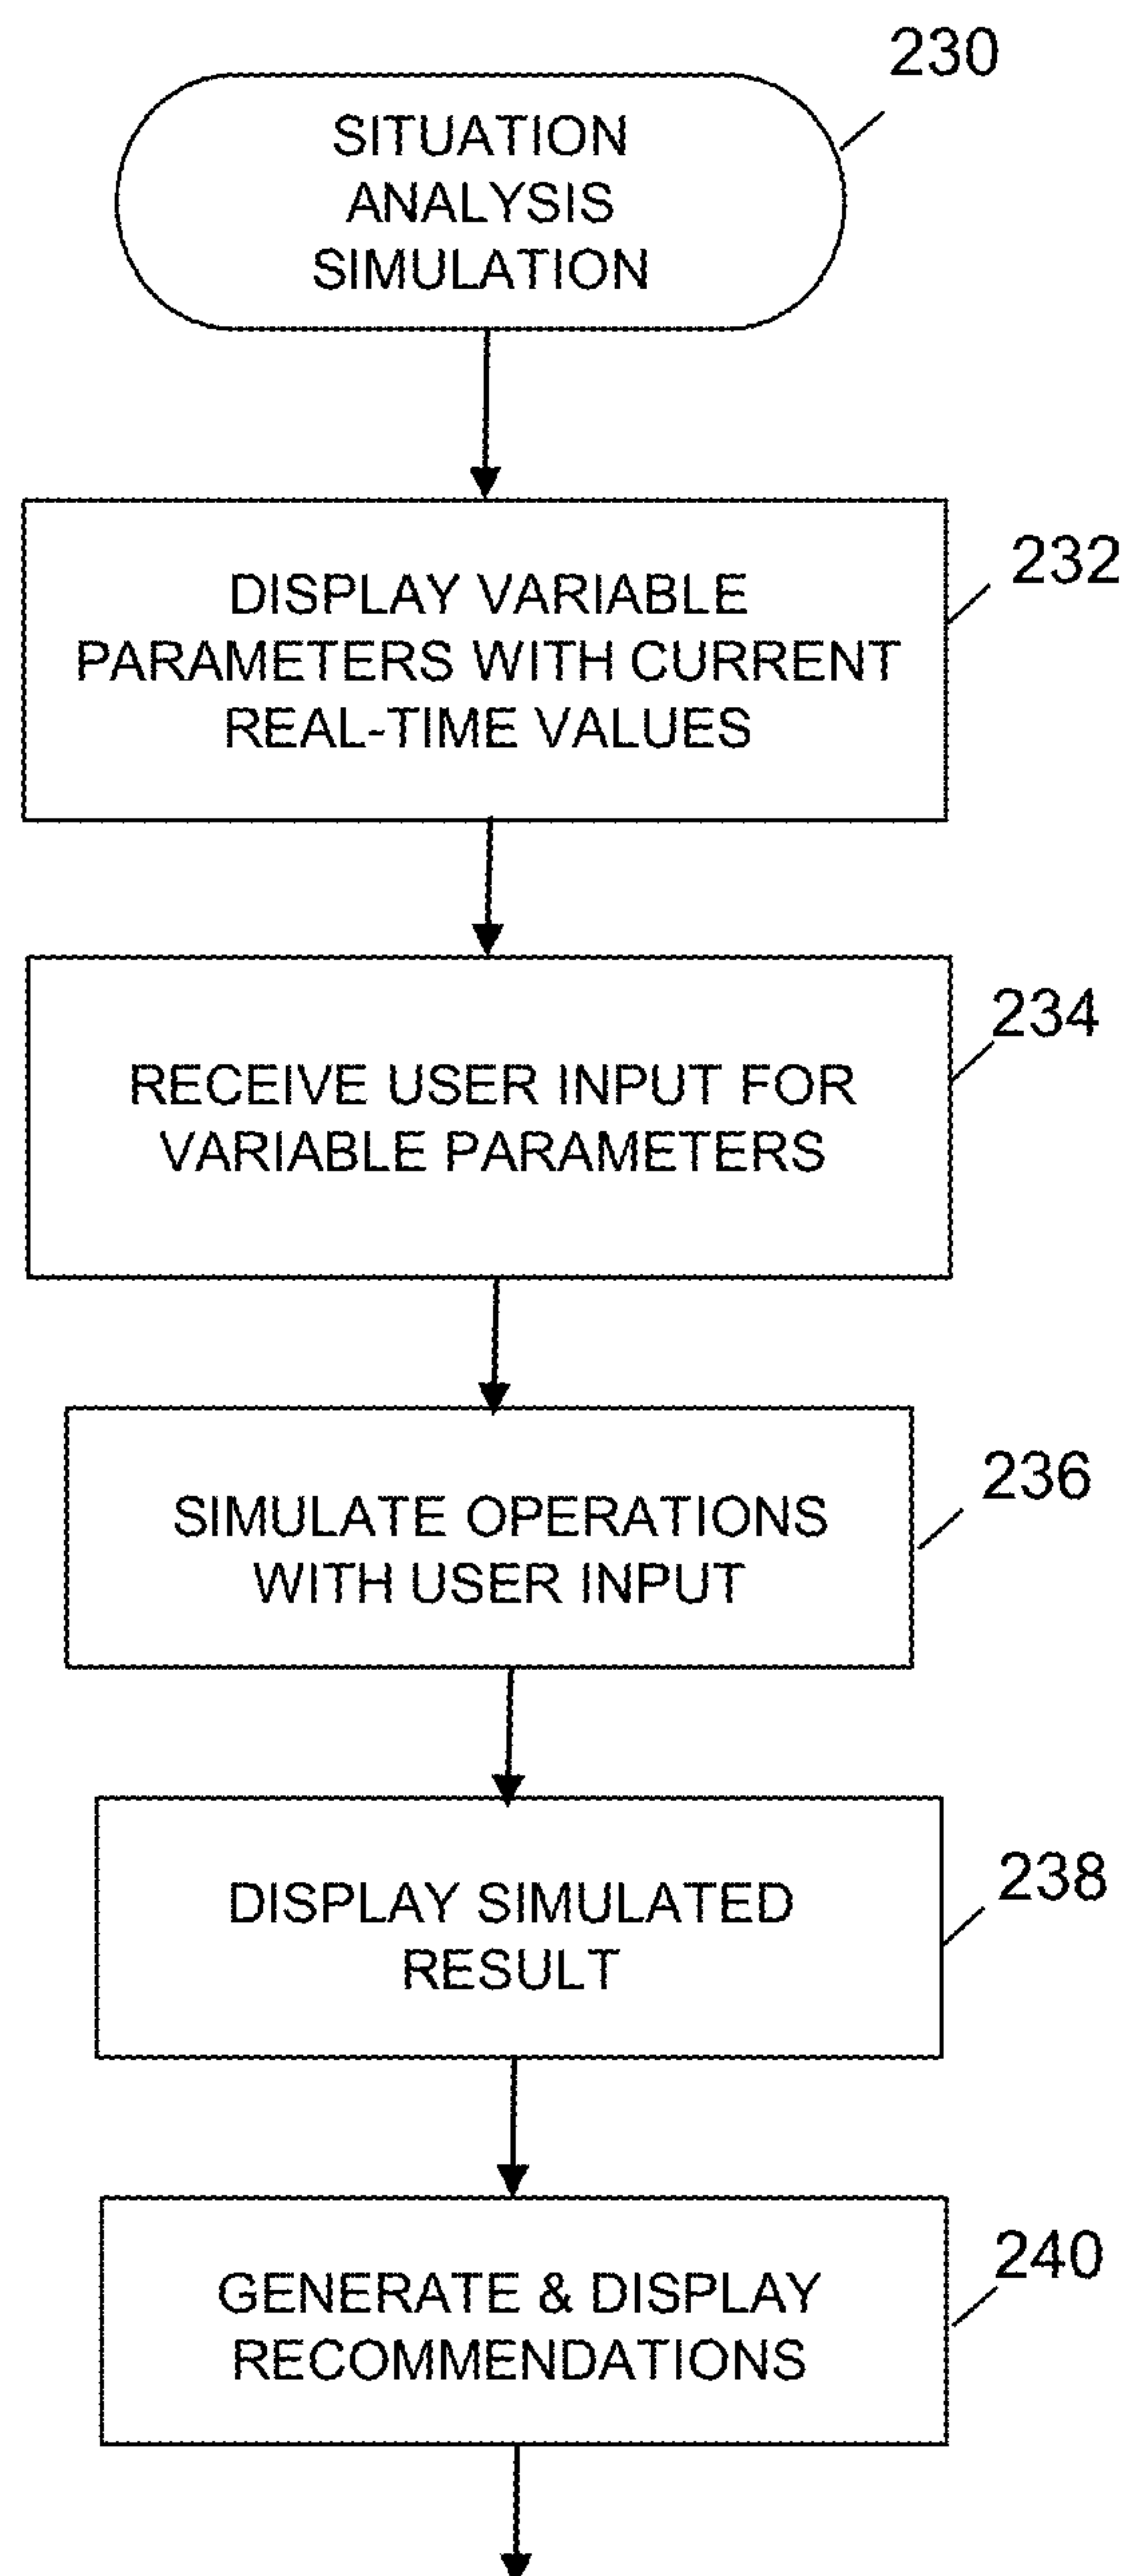 230
SITUATION
ANALYSIS
SIMULATION
232
DISPLAY VARIABLE
PARAMETERS WITH CURRENT
REAL-TIME VALUES
234
RECEIVE USER INPUT FOR
VARIABLE PARAMETERS
236
SIMULATE OPERATIONS
WITH USER INPUT
238
DISPLAY SIMULATED
RESULT
240
GENERATE & DISPLAY
RECOMMENDATIONS